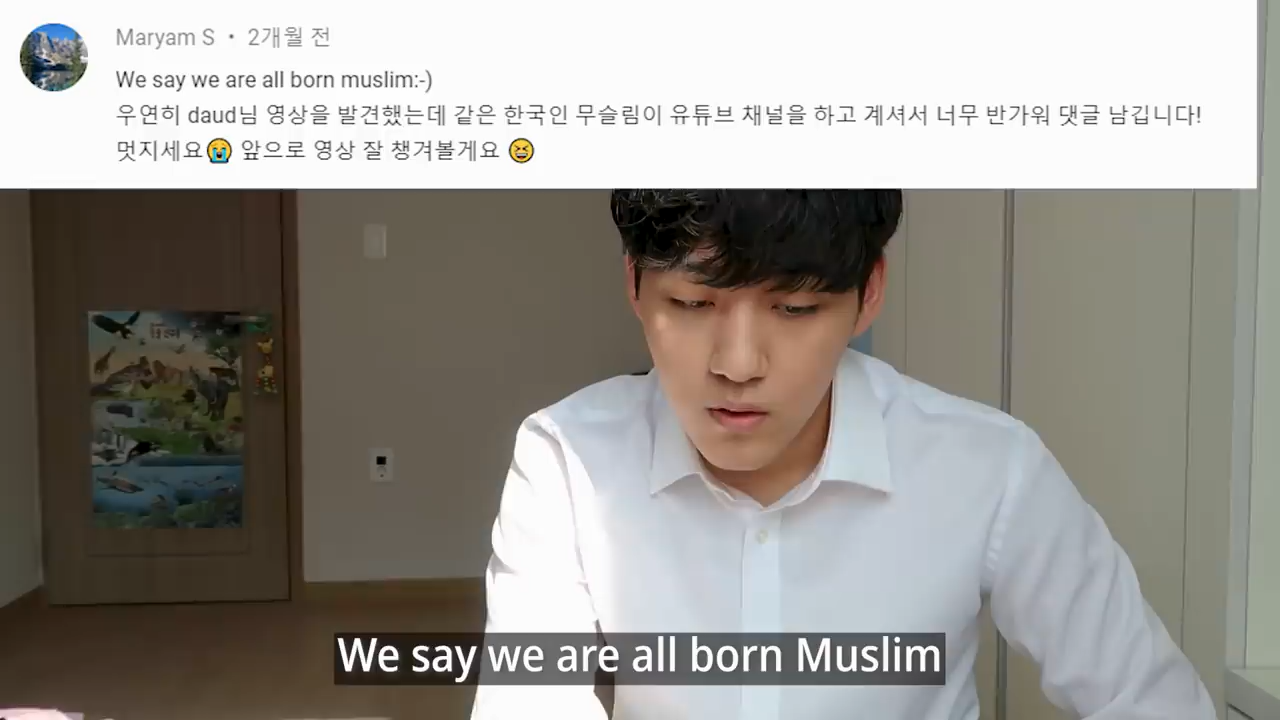 Maryam S • 2개월 전
We say we are all born muslim:-)
우연히 daud님 영상을 발견했는데 같은 한국인 무슬림이 유튜브 채널을 하고 계셔서 너무 반가워 댓글 남깁니다!
멋지세요😭 앞으로 영상 잘 챙겨볼게요 😆
We say we are all born Muslim